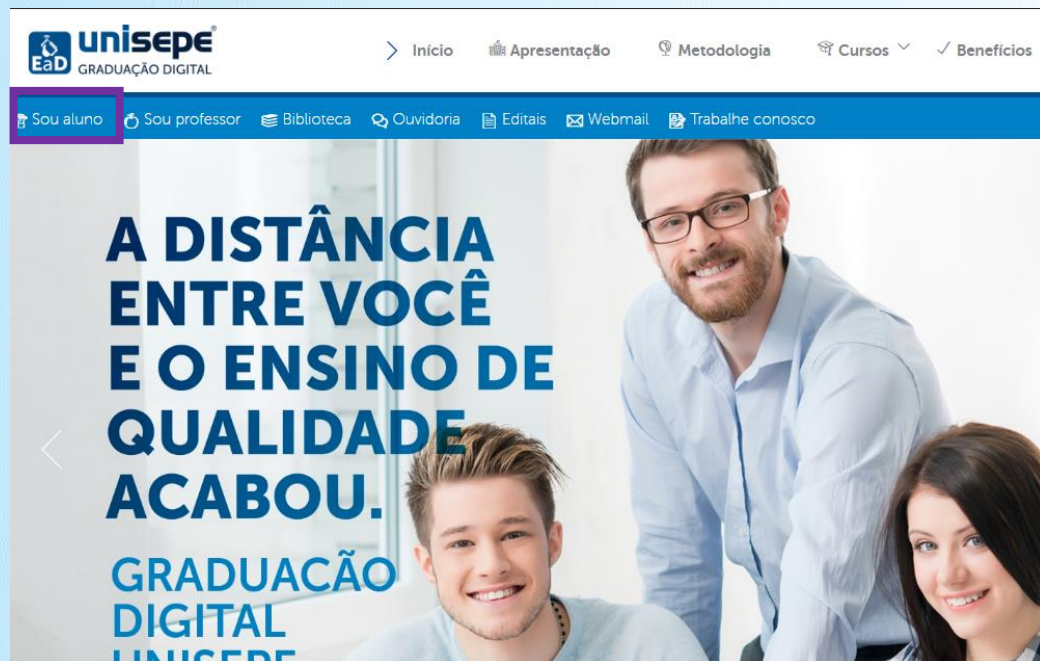 EaD unisepe®
GRADUAÇÃO DIGITAL
Início Apresentação Metodologia Cursos Benefícios
Sou aluno Sou professor Biblioteca Ouvidoria Editais Webmail Trabalhe conosco
A DISTÂNCIA
ENTRE VOCÊ
E O ENSINO DE
QUALIDADE
ACABOU.
GRADUACÃO
DIGITAL
UNISEPE